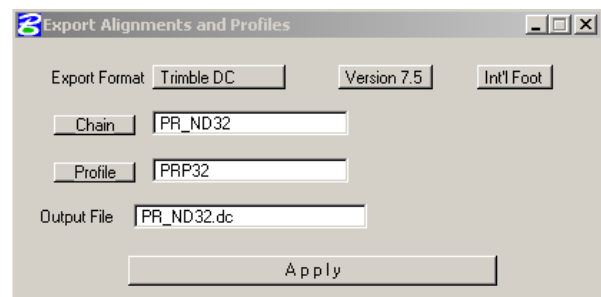 Export Alignments and Profiles
Export Format Trimble DC Version 7.5 Int'l Foot
Chain PR_ND32
Profile PRP32
Output File PR_ND32.dc
Apply